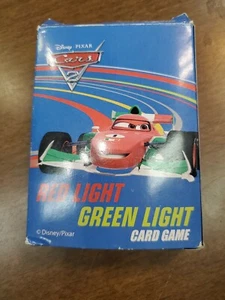 Disney · PIXAR
Cars
2
RED LIGHT
GREEN LIGHT
CARD GAME
© Disney/Pixar